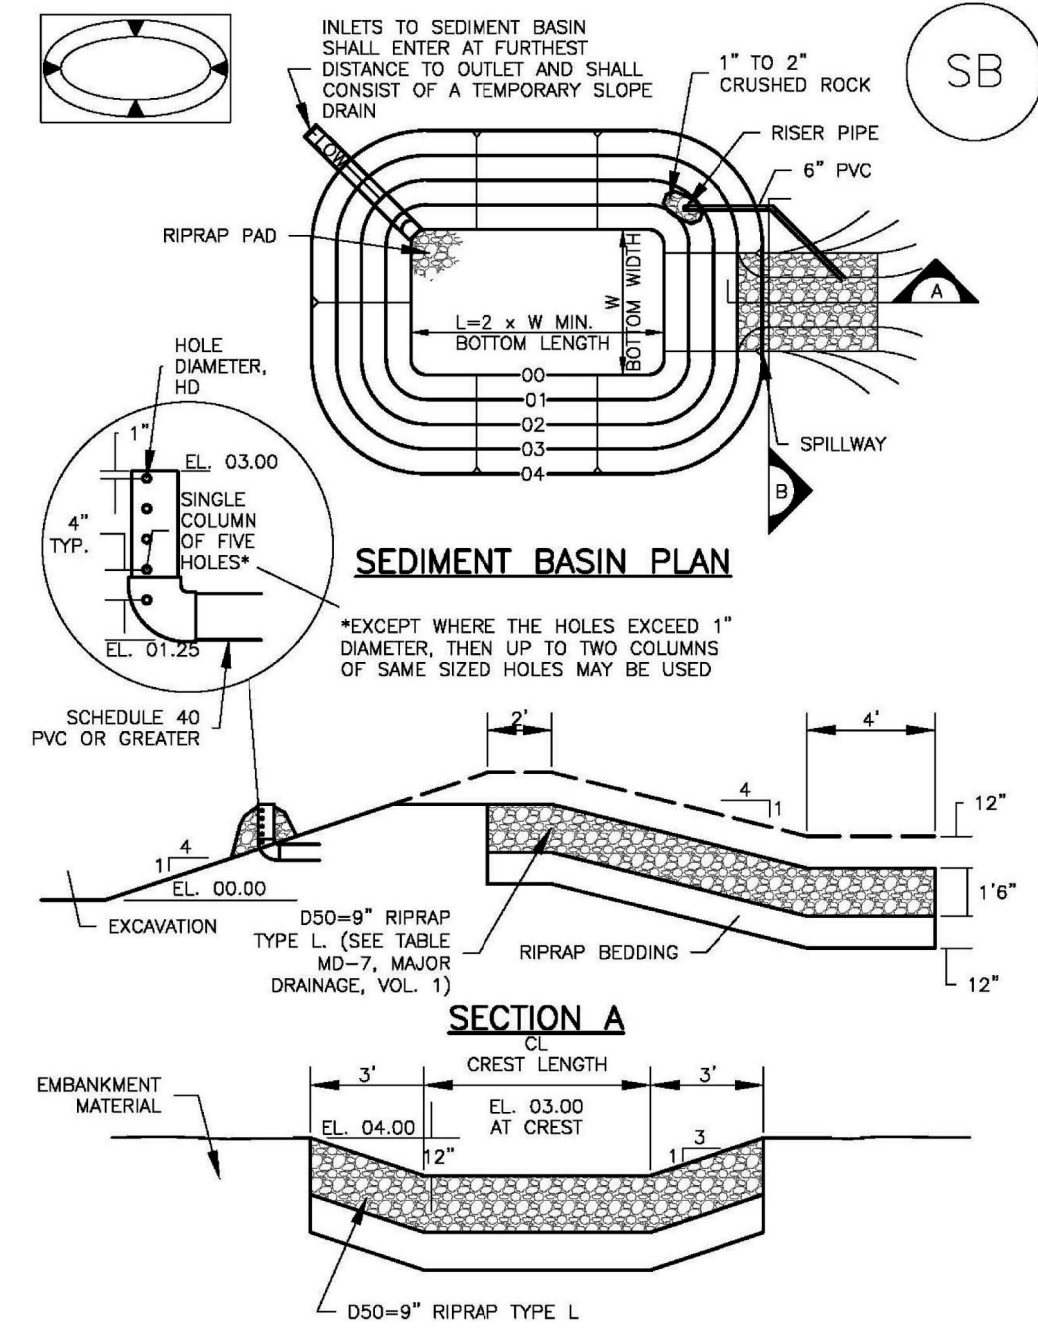 INLETS TO SEDIMENT BASIN
SHALL ENTER AT FURTHEST
DISTANCE TO OUTLET AND SHALL
CONSIST OF A TEMPORARY SLOPE
DRAIN
1" TO 2"
CRUSHED ROCK
SB
RISER PIPE
6" PVC
FLOW
RIPRAP PAD
W
BOTTOM WIDTH
L=2 x W MIN.
BOTTOM LENGTH
A
00
01
02
03
04
SPILLWAY
B
HOLE
DIAMETER,
HD
1"
EL. 03.00
4"
TYP.
SINGLE
COLUMN
OF FIVE
HOLES*
EL. 01.25
SEDIMENT BASIN PLAN
*EXCEPT WHERE THE HOLES EXCEED 1"
DIAMETER, THEN UP TO TWO COLUMNS
OF SAME SIZED HOLES MAY BE USED
SCHEDULE 40
PVC OR GREATER
2'
4'
4
1
12"
4
1
EL. 00.00
EXCAVATION
1'6"
D50=9" RIPRAP
TYPE L. (SEE TABLE
MD-7, MAJOR
DRAINAGE, VOL. 1)
RIPRAP BEDDING
12"
SECTION A
CL
CREST LENGTH
3'
3'
EMBANKMENT
MATERIAL
EL. 04.00
EL. 03.00
AT CREST
12"
3
1
D50=9" RIPRAP TYPE L